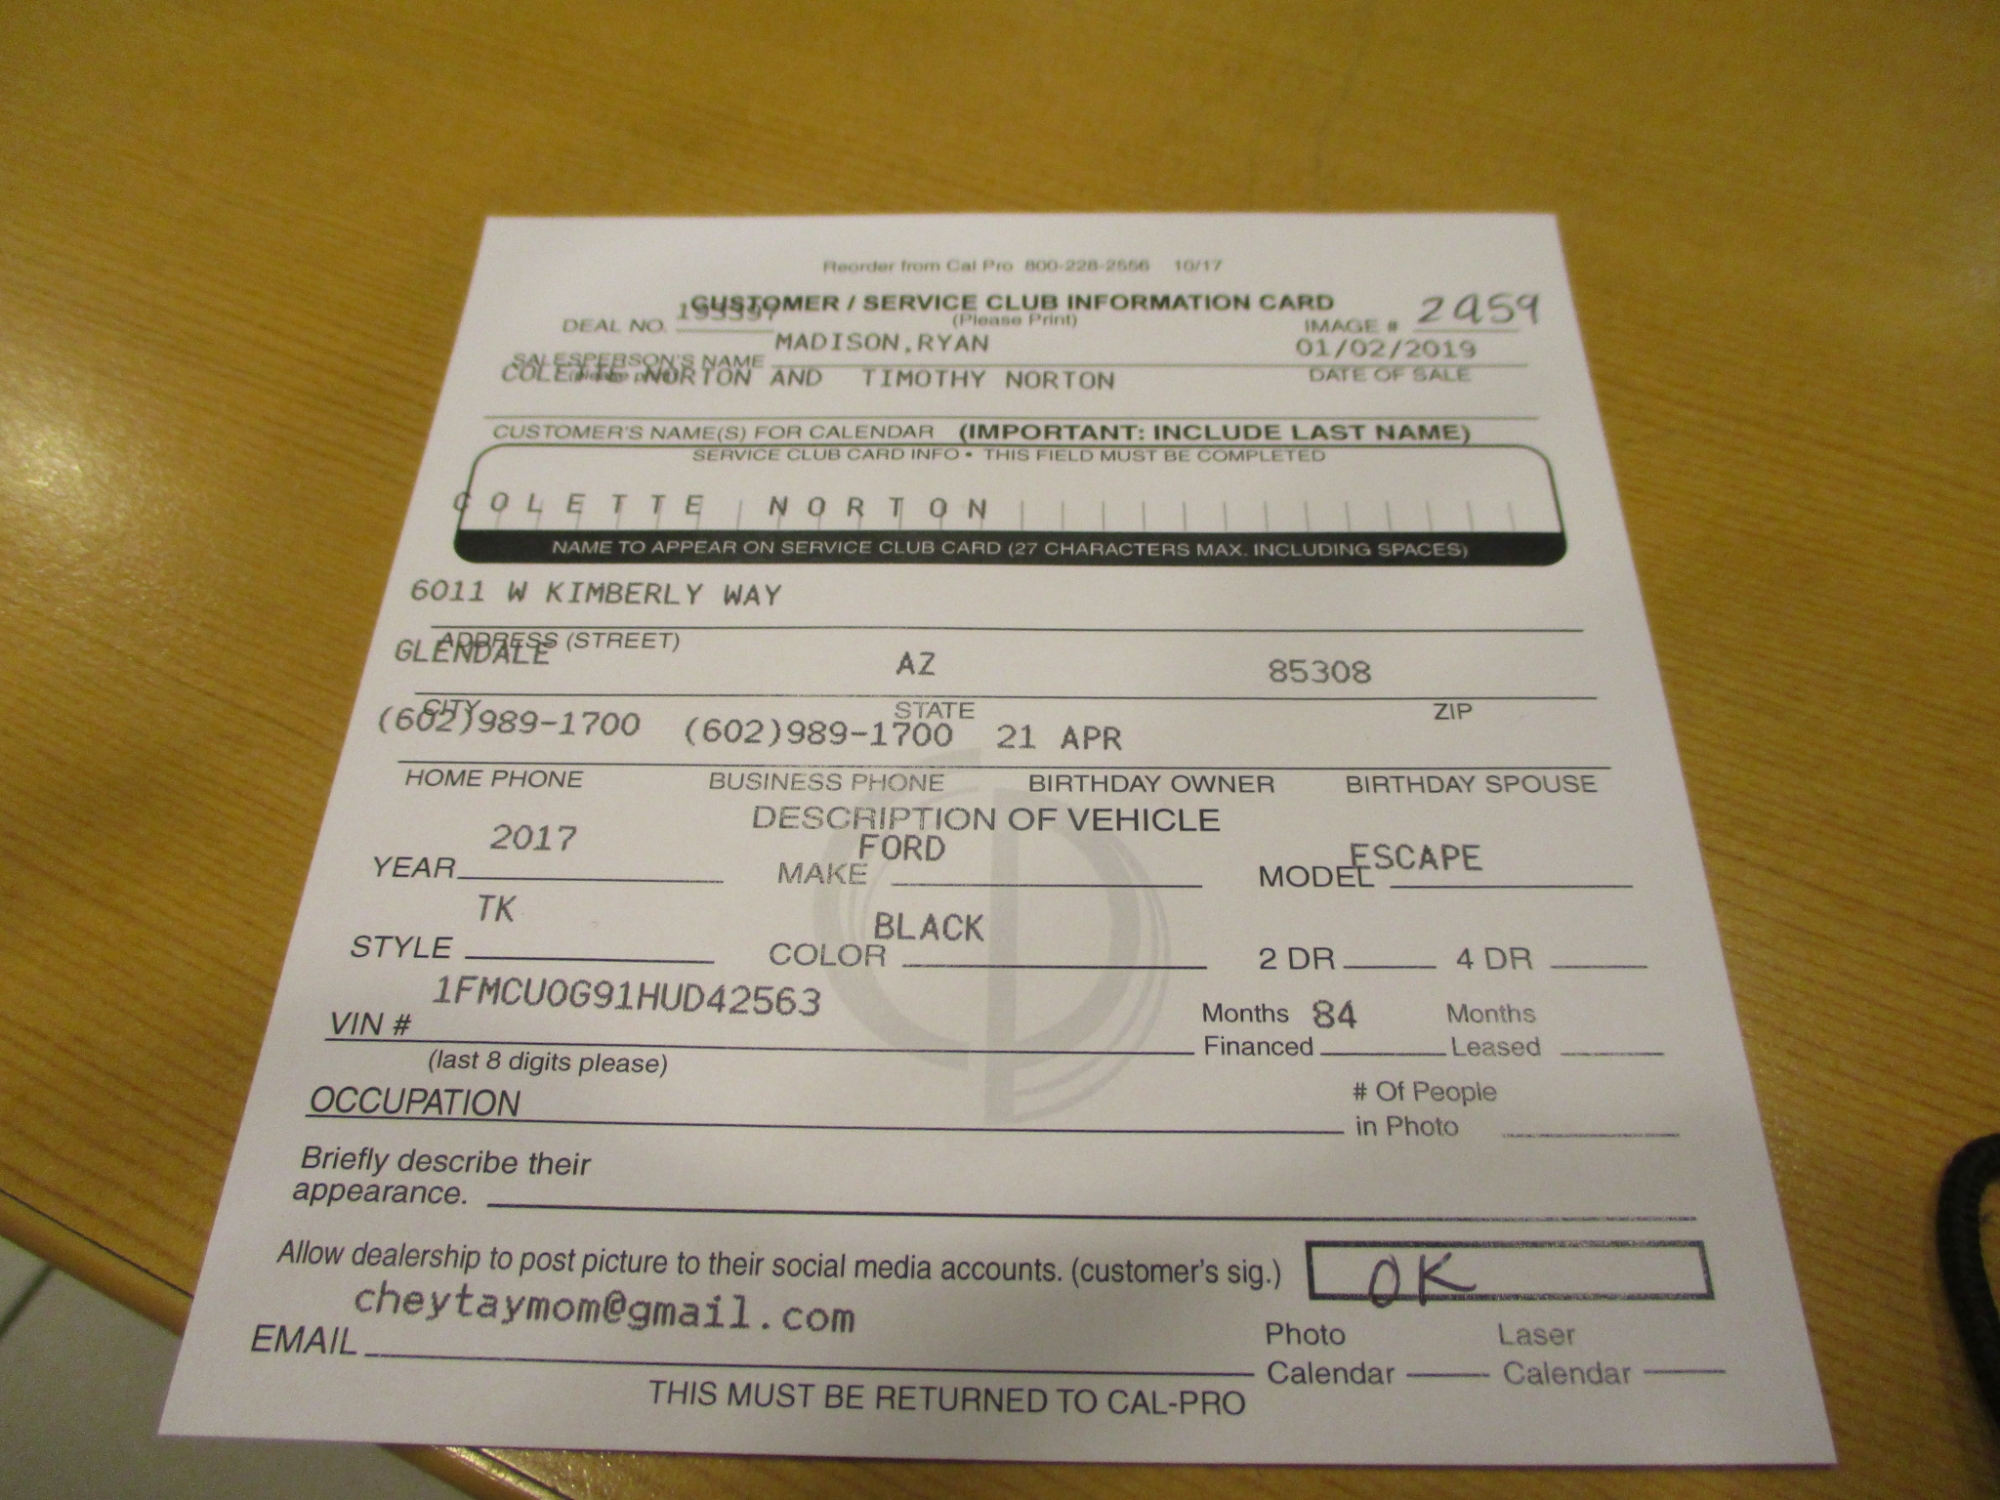 Reorder from Cal Pro 800-228-2666 10/17
CUSTOMER / SERVICE CLUB INFORMATION CARD
(Please Print)
DEAL NO. IMAGE # 2959
MADISON,RYAN 01/02/2019
SALESPERSON'S NAME DATE OF SALE
(please print)
COLETTE NORTON AND TIMOTHY NORTON
CUSTOMER'S NAME(S) FOR CALENDAR (IMPORTANT: INCLUDE LAST NAME)
SERVICE CLUB CARD INFO • THIS FIELD MUST BE COMPLETED
COLETTE NORTON
NAME TO APPEAR ON SERVICE CLUB CARD (27 CHARACTERS MAX. INCLUDING SPACES)
6011 W KIMBERLY WAY
ADDRESS (STREET)
GLENDALE AZ 85308
CITY STATE ZIP
(602)989-1700 (602)989-1700 21 APR
HOME PHONE BUSINESS PHONE BIRTHDAY OWNER BIRTHDAY SPOUSE
DESCRIPTION OF VEHICLE
2017 FORD ESCAPE
YEAR MAKE MODEL
TK BLACK
STYLE COLOR 2 DR 4 DR
1FMCU0G91HUD42563
VIN # Months Financed 84 Months Leased
(last 8 digits please)
OCCUPATION # Of People in Photo
Briefly describe their
appearance.
Allow dealership to post picture to their social media accounts. (customer's sig.) OK
cheytaymom@gmail.com
EMAIL Photo Calendar Laser Calendar
THIS MUST BE RETURNED TO CAL-PRO